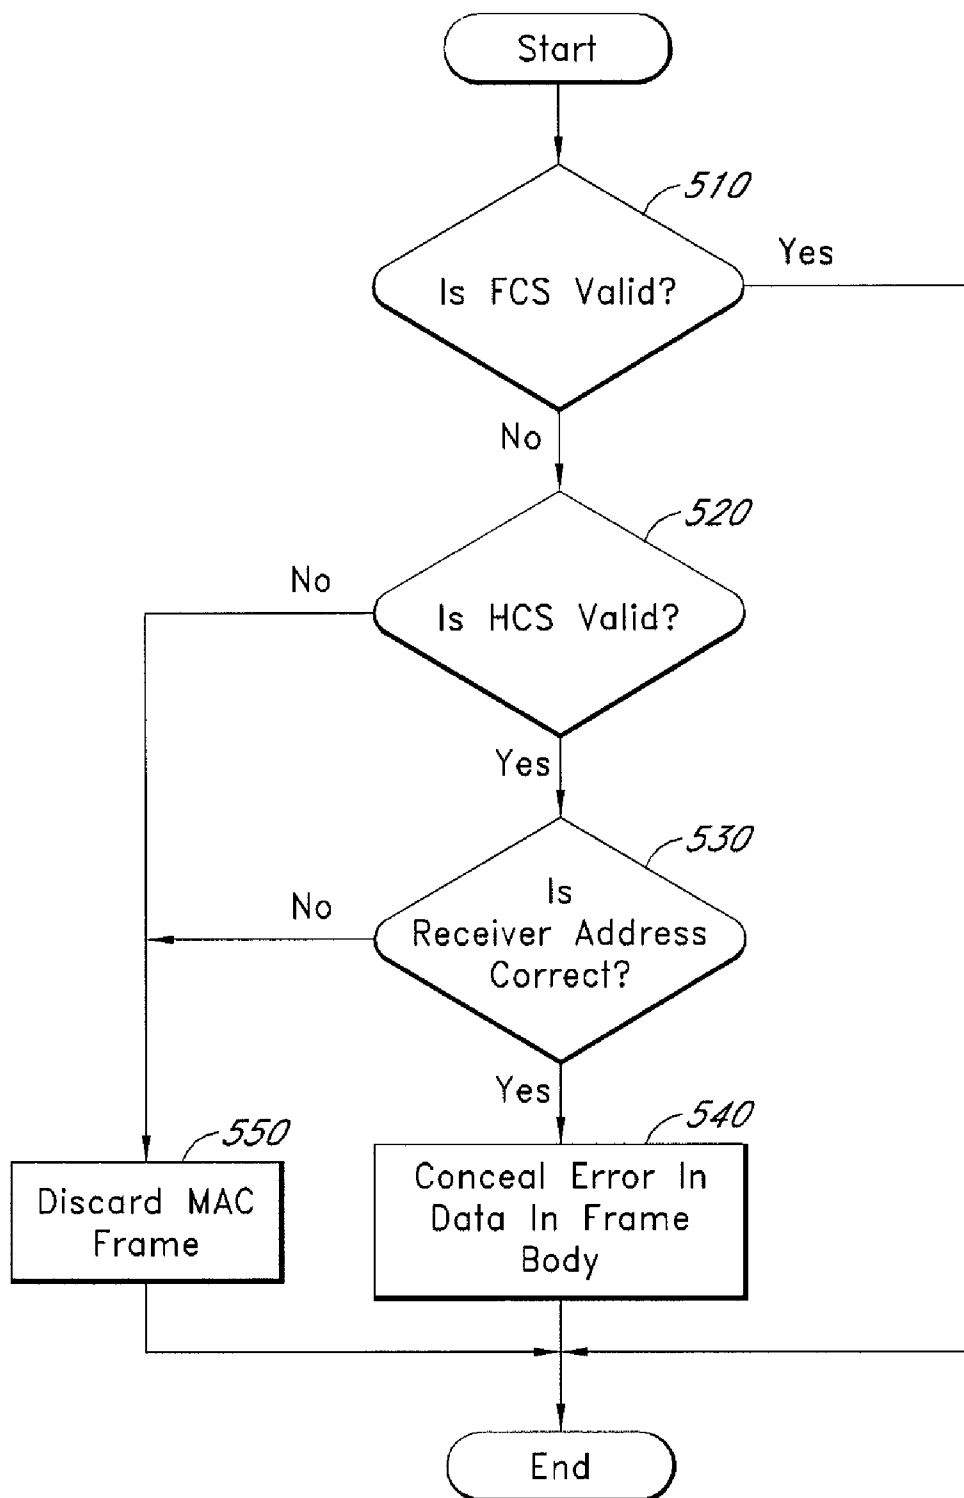 Start
510
Is FCS Valid?
Yes
No
520
Is HCS Valid?
No
Yes
530
Is
Receiver Address
Correct?
No
Yes
540
Conceal Error In
Data In Frame
Body
550
Discard MAC
Frame
End